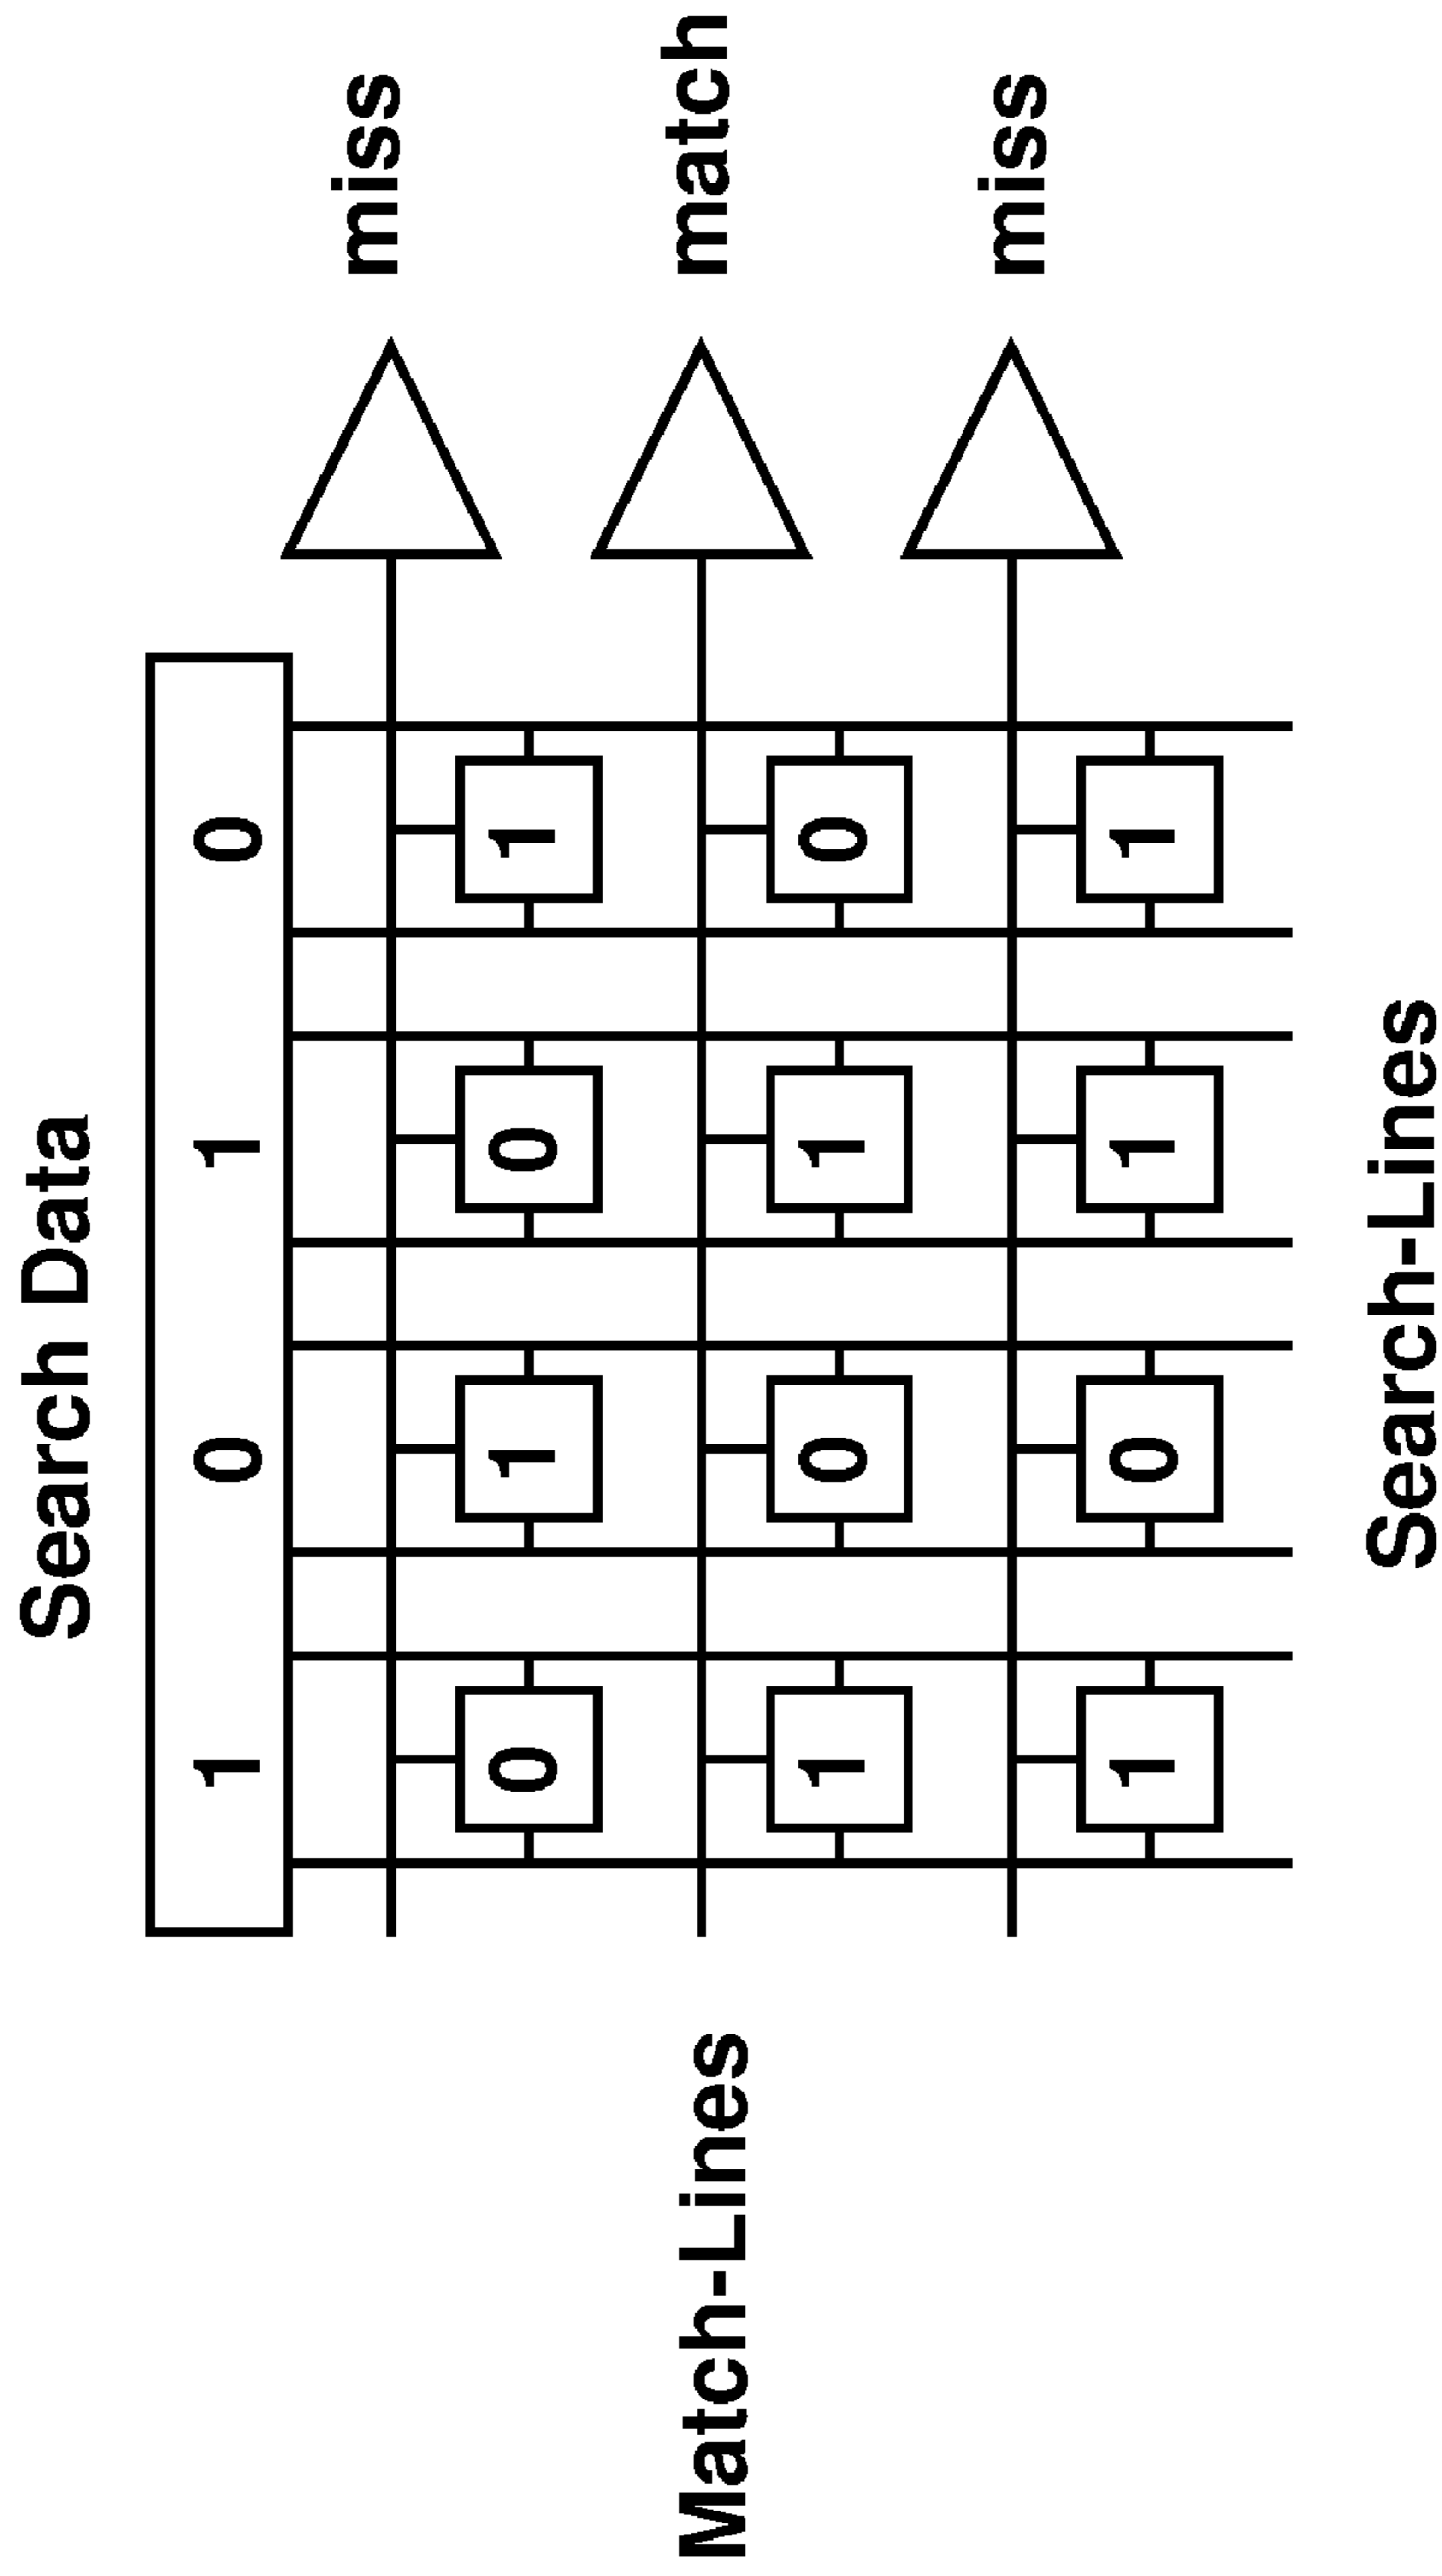 Search Data
1 0 1 0
miss
0 1 0 1
Match-Lines
match
1 0 1 0
miss
1 0 1 1
Search-Lines